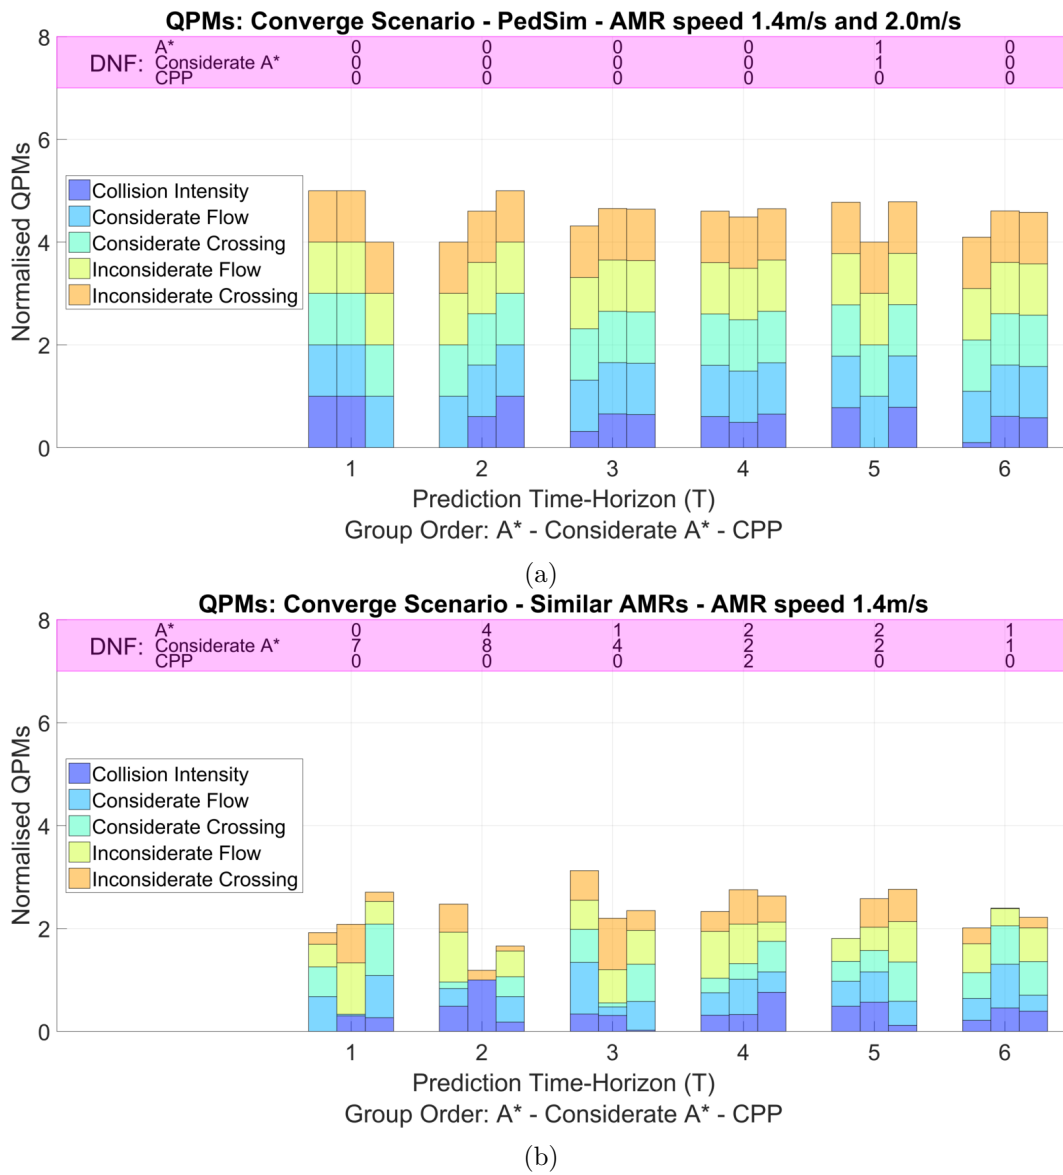 QPMs: Converge Scenario - PedSim - AMR speed 1.4m/s and 2.0m/s
8
A* 0 0 0 0 1 0
DNF: Considerate A* 0 0 0 0 1 0
CPP 0 0 0 0 0 0
6
Normalised QPMs
Collision Intensity
Considerate Flow
4
Considerate Crossing
Inconsiderate Flow
Inconsiderate Crossing
2
0
1 2 3 4 5 6
Prediction Time-Horizon (T)
Group Order: A* - Considerate A* - CPP
(a)
QPMs: Converge Scenario - Similar AMRs - AMR speed 1.4m/s
8
A* 0 4 1 2 2 1
DNF: Considerate A* 7 8 4 2 2 1
CPP 0 0 0 2 0 0
6
Normalised QPMs
Collision Intensity
Considerate Flow
4
Considerate Crossing
Inconsiderate Flow
Inconsiderate Crossing
2
0
1 2 3 4 5 6
Prediction Time-Horizon (T)
Group Order: A* - Considerate A* - CPP
(b)